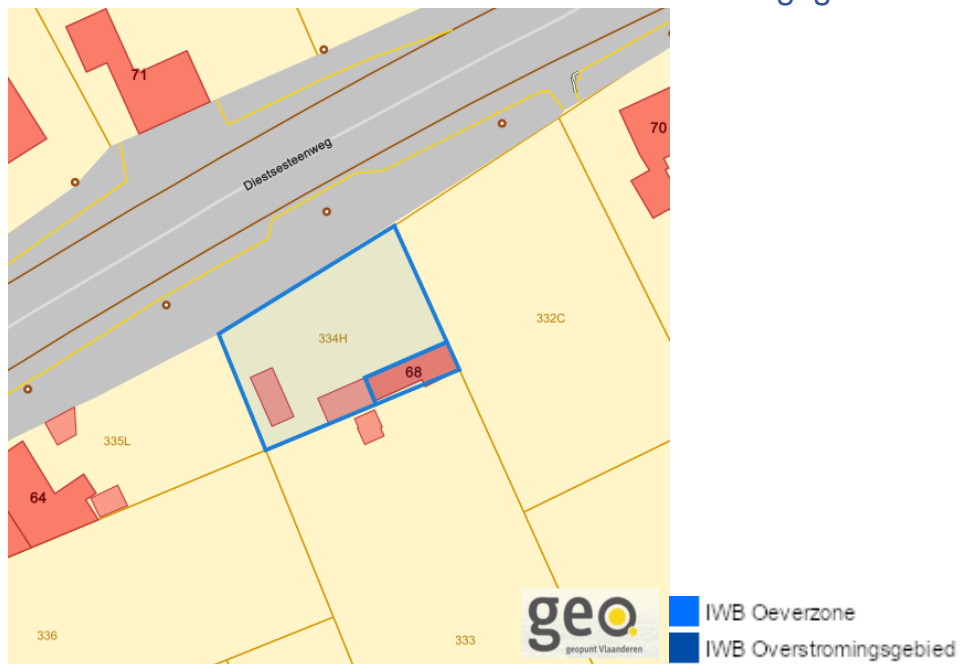 71
Diestsesteenweg
70
334H
332C
68
335L
64
336
333
geo
geopunt Vlaanderen
IWB Oeverzone
IWB Overstromingsgebied